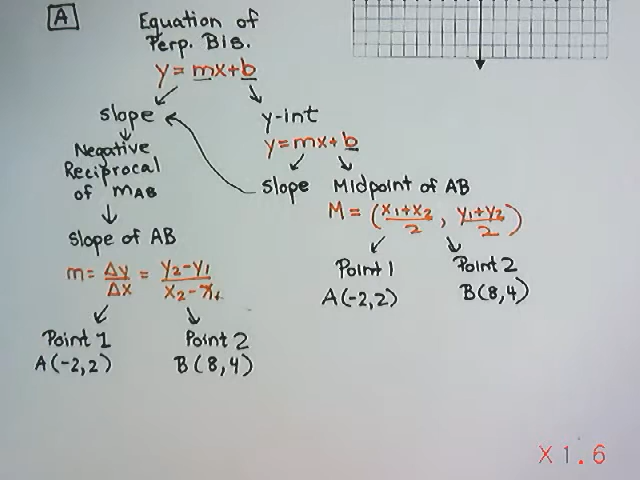 A
Equation of
Perp. Bis.
y = mx+b
slope
Negative
Reciprocal
of mAB
Slope of AB
m = Δy/Δx = y₂-y₁/x₂-x₁
Point 1
A(-2,2)
Point 2
B(8,4)
y-int
y = mx+b
slope
Midpoint of AB
M = (x₁+x₂/2, y₁+y₂/2)
Point 1
A(-2,2)
Point 2
B(8,4)
X1.6